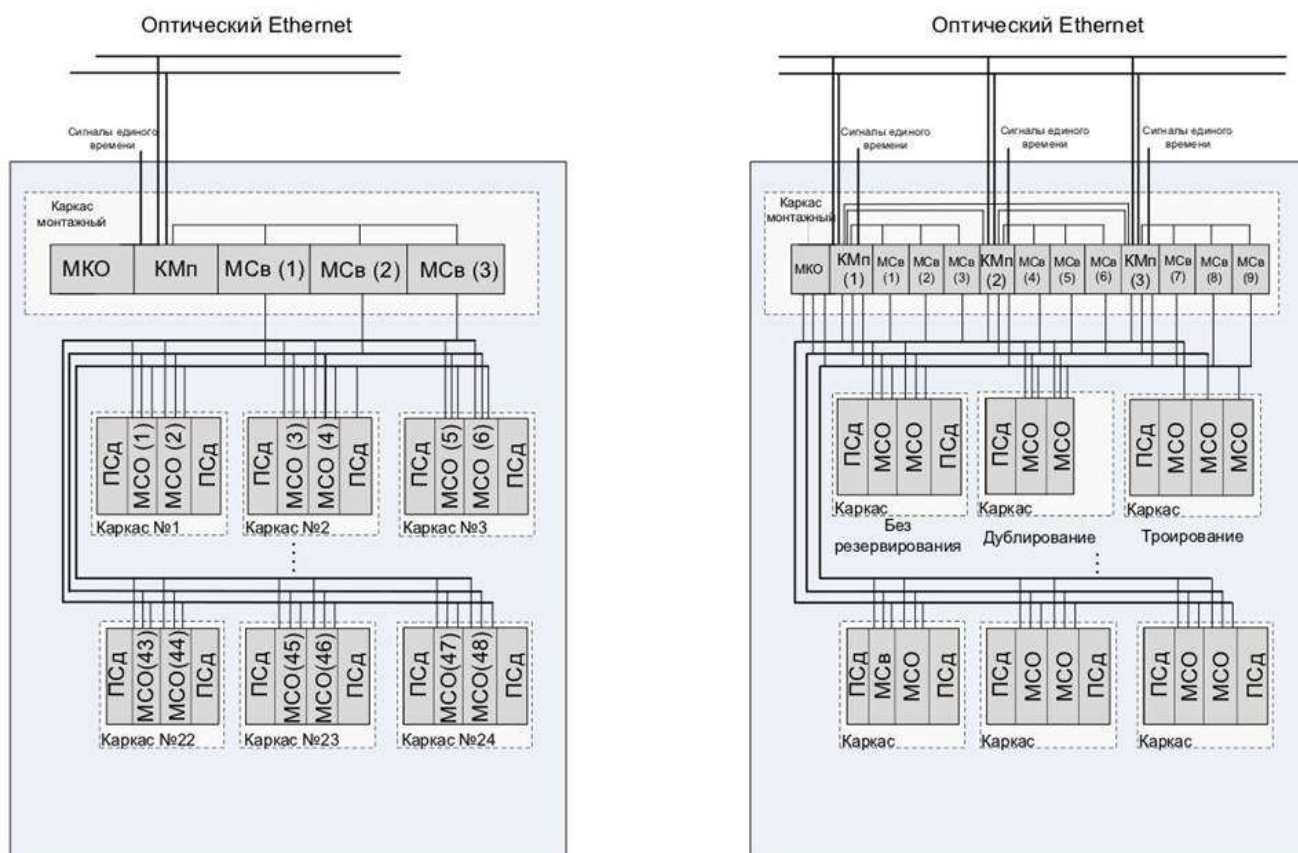 Оптический Ethernet
Сигналы единого
времени
Каркас
монтажный
МКО
КМп
МСв (1)
МСв (2)
МСв (3)
ПСд
МСО (1)
МСО (2)
ПСд
Каркас №1
ПСд
МСО (3)
МСО (4)
ПСд
Каркас №2
ПСд
МСО (5)
МСО (6)
ПСд
Каркас №3
ПСд
МСО(43)
МСО(44)
ПСд
Каркас №22
ПСд
МСО(45)
МСО(46)
ПСд
Каркас №23
ПСд
МСО(47)
МСО(48)
ПСд
Каркас №24
Оптический Ethernet
Сигналы единого
времени
Сигналы единого
времени
Сигналы единого
времени
Каркас
монтажный
МКО
КМп
(1)
МСв
(1)
МСв
(2)
МСв
(3)
КМп
(2)
МСв
(4)
МСв
(5)
МСв
(6)
КМп
(3)
МСв
(7)
МСв
(8)
МСв
(9)
ПСд
МСО
МСО
ПСд
Каркас
Без
резервирования
ПСд
МСО
МСО
Каркас
Дублирование
ПСд
МСО
МСО
МСО
Каркас
Троирование
ПСд
МСв
МСО
ПСд
Каркас
ПСд
МСО
МСО
ПСд
Каркас
ПСд
МСО
МСО
ПСд
Каркас